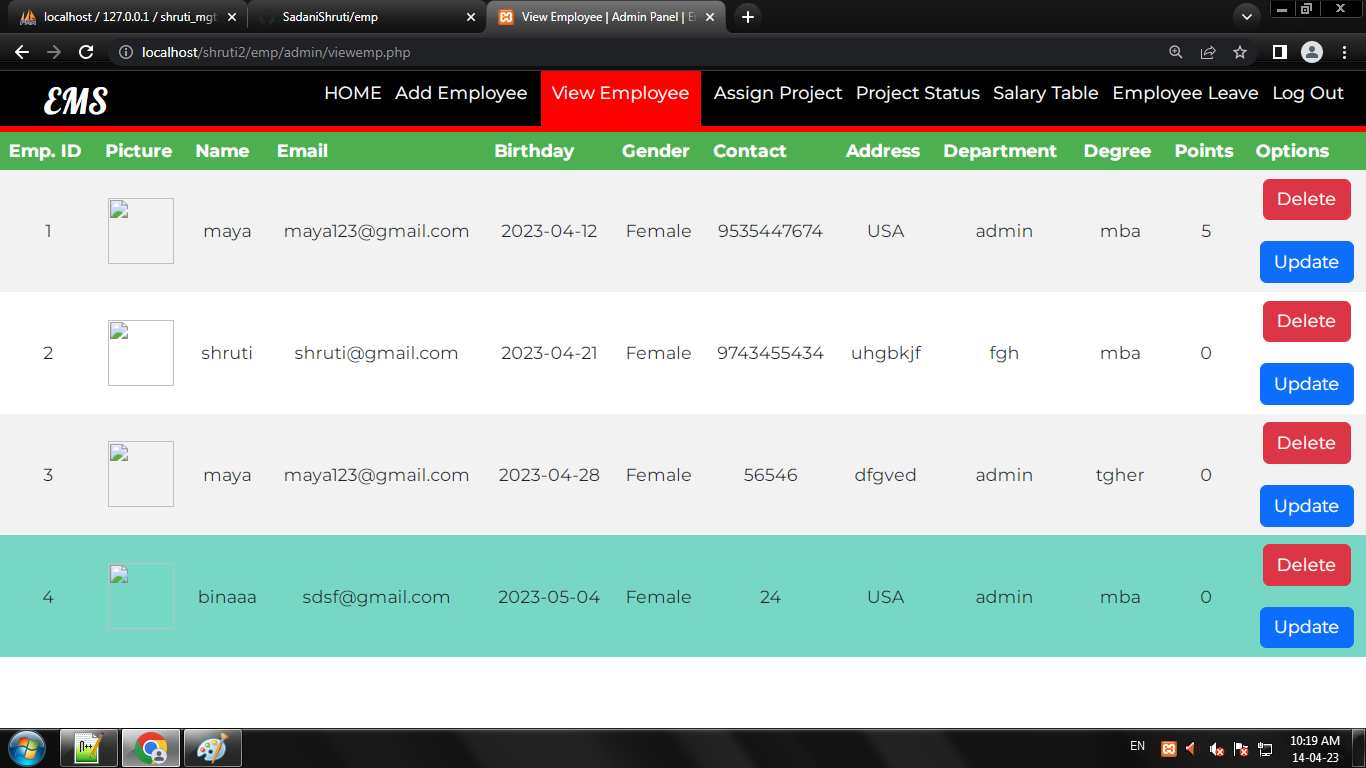 localhost / 127.0.0.1 / shruti_mgt
SadaniShruti/emp
View Employee | Admin Panel |
localhost/shruti2/emp/admin/viewemp.php
EMS
HOME Add Employee View Employee Assign Project Project Status Salary Table Employee Leave Log Out
Emp. ID Picture Name Email Birthday Gender Contact Address Department Degree Points Options
1 maya maya123@gmail.com 2023-04-12 Female 9535447674 USA admin mba 5
Delete
Update
2 shruti shruti@gmail.com 2023-04-21 Female 9743455434 uhgbkjf fgh mba 0
Delete
Update
3 maya maya123@gmail.com 2023-04-28 Female 56546 dfgved admin tgher 0
Delete
Update
4 binaaa sdsf@gmail.com 2023-05-04 Female 24 USA admin mba 0
Delete
Update
EN
10:19 AM
14-04-23